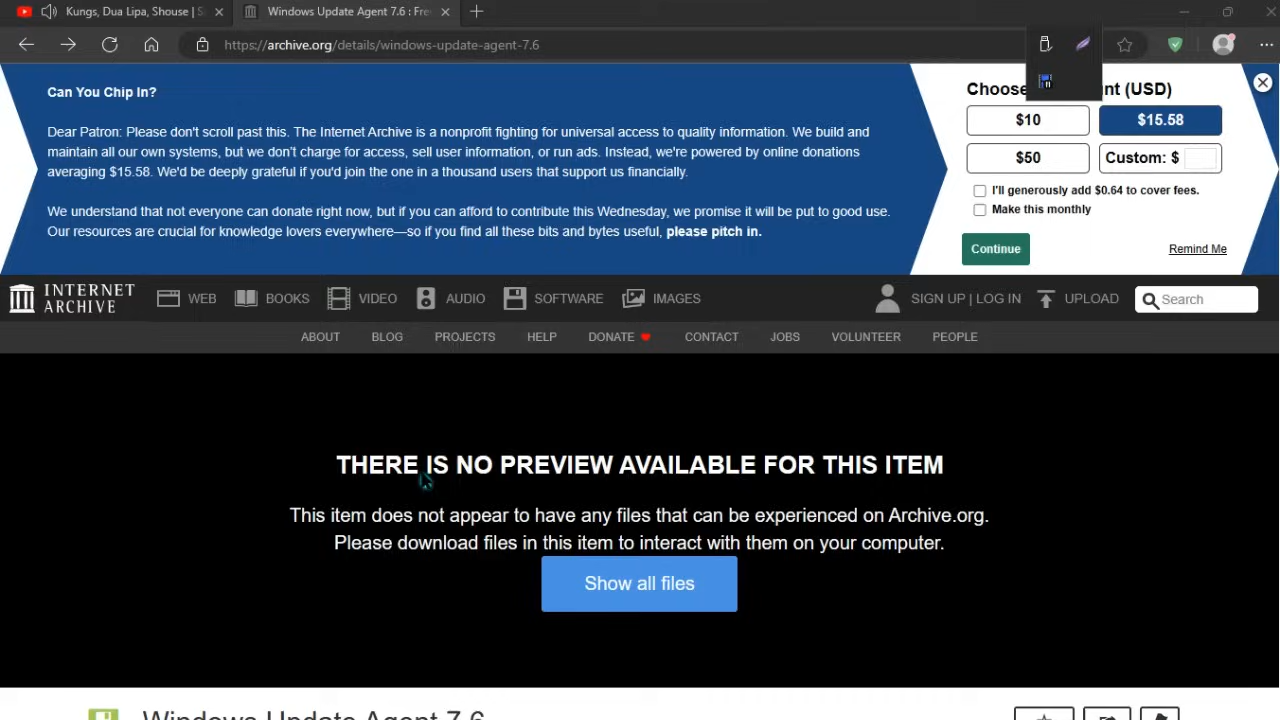 Kungs, Dua Lipa, Shouse | S
Windows Update Agent 7.6 : Fre
https://archive.org/details/windows-update-agent-7.6
Can You Chip In?
Dear Patron: Please don't scroll past this. The Internet Archive is a nonprofit fighting for universal access to quality information. We build and
maintain all our own systems, but we don't charge for access, sell user information, or run ads. Instead, we're powered by online donations
averaging $15.58. We'd be deeply grateful if you'd join the one in a thousand users that support us financially.
We understand that not everyone can donate right now, but if you can afford to contribute this Wednesday, we promise it will be put to good use.
Our resources are crucial for knowledge lovers everywhere—so if you find all these bits and bytes useful, please pitch in.
Choose nt (USD)
$10
$15.58
$50
Custom: $
I'll generously add $0.64 to cover fees.
Make this monthly
Continue
Remind Me
INTERNET
ARCHIVE
WEB
BOOKS
VIDEO
AUDIO
SOFTWARE
IMAGES
SIGN UP | LOG IN
UPLOAD
Search
ABOUT
BLOG
PROJECTS
HELP
DONATE
CONTACT
JOBS
VOLUNTEER
PEOPLE
THERE IS NO PREVIEW AVAILABLE FOR THIS ITEM
This item does not appear to have any files that can be experienced on Archive.org.
Please download files in this item to interact with them on your computer.
Show all files
Windows Update Agent 7.6